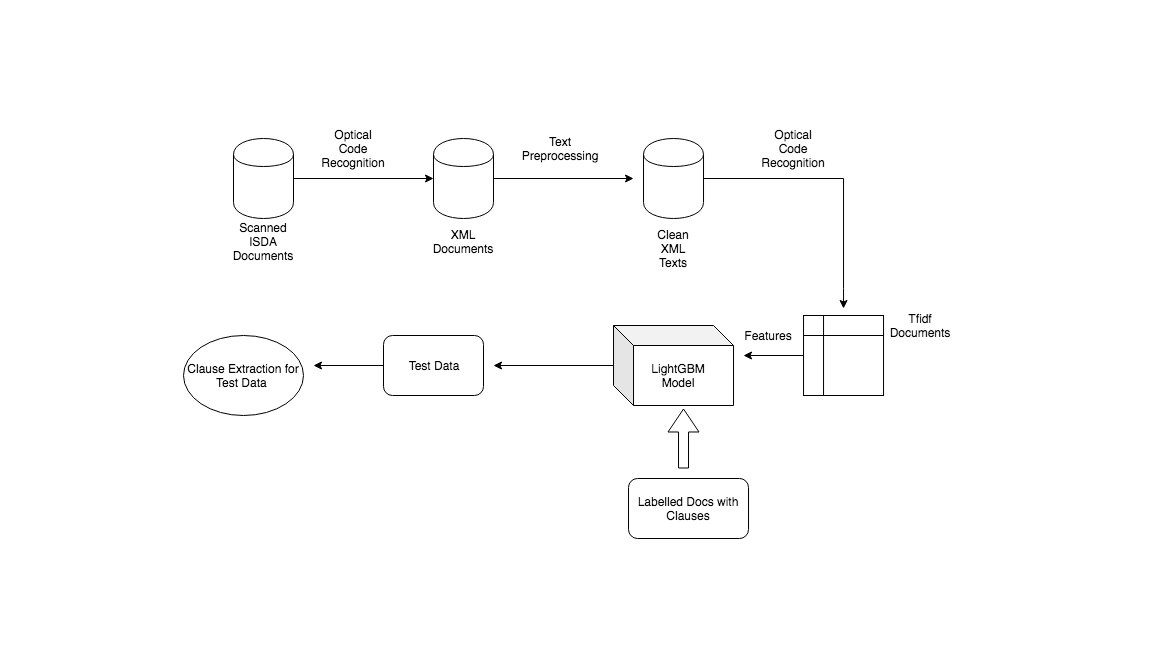 Optical
Code
Recognition
Text
Preprocessing
Optical
Code
Recognition
Scanned
ISDA
Documents
XML
Documents
Clean
XML
Texts
Tfidf
Documents
Features
LightGBM
Model
Test Data
Clause Extraction for
Test Data
Labelled Docs with
Clauses